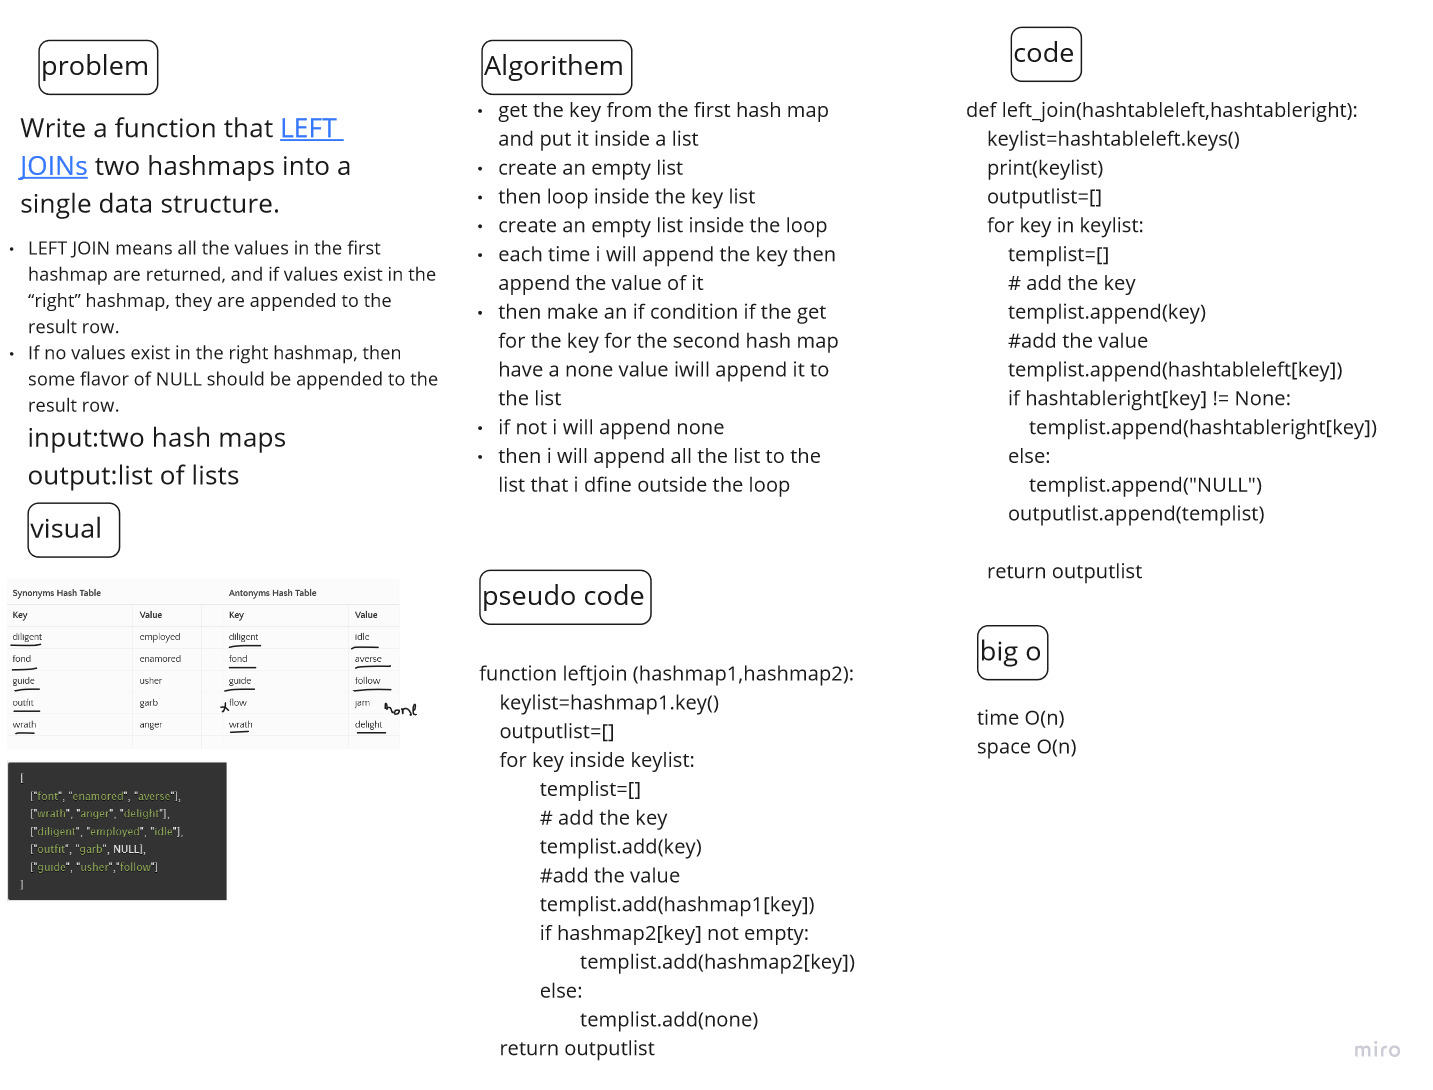 problem
Write a function that LEFT
JOINs two hashmaps into a
single data structure.
• LEFT JOIN means all the values in the first
hashmap are returned, and if values exist in the
“right” hashmap, they are appended to the
result row.
• If no values exist in the right hashmap, then
some flavor of NULL should be appended to the
result row.
input:two hash maps
output:list of lists
visual
Synonyms Hash Table Antonyms Hash Table
Key Value Key Value
diligent employed diligent idle
fond enamored fond averse
guide usher guide follow
outfit garb x flow jam none
wrath anger wrath delight
[
["font", "enamored", "averse"],
["wrath", "anger", "delight"],
["diligent", "employed", "idle"],
["outfit", "garb", NULL],
["guide", "usher","follow"]
]
Algorithem
• get the key from the first hash map
and put it inside a list
• create an empty list
• then loop inside the key list
• create an empty list inside the loop
• each time i will append the key then
append the value of it
• then make an if condition if the get
for the key for the second hash map
have a none value iwill append it to
the list
• if not i will append none
• then i will append all the list to the
list that i dfine outside the loop
pseudo code
function leftjoin (hashmap1,hashmap2):
keylist=hashmap1.key()
outputlist=[]
for key inside keylist:
templist=[]
# add the key
templist.add(key)
#add the value
templist.add(hashmap1[key])
if hashmap2[key] not empty:
templist.add(hashmap2[key])
else:
templist.add(none)
return outputlist
code
def left_join(hashtableleft,hashtableright):
keylist=hashtableleft.keys()
print(keylist)
outputlist=[]
for key in keylist:
templist=[]
# add the key
templist.append(key)
#add the value
templist.append(hashtableleft[key])
if hashtableright[key] != None:
templist.append(hashtableright[key])
else:
templist.append("NULL")
outputlist.append(templist)
return outputlist
big o
time O(n)
space O(n)
miro